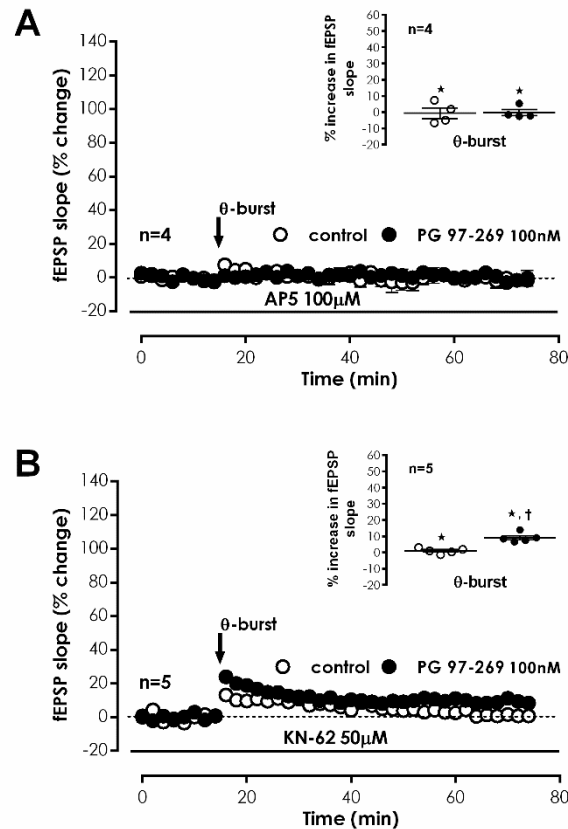 A
fEPSP slope (% change)
140
120
100
80
60
40
20
0
-20
n=4
θ-burst
control
PG 97-269 100nM
AP5 100µM
0
20
40
60
80
Time (min)
% increase in fEPSP
slope
60
50
40
30
20
10
0
-10
-20
n=4
★
★
θ-burst
B
fEPSP slope (% change)
140
120
100
80
60
40
20
0
-20
n=5
θ-burst
control
PG 97-269 100nM
KN-62 50µM
0
20
40
60
80
Time (min)
% increase in fEPSP
slope
60
50
40
30
20
10
0
-10
-20
n=5
★
★, †
θ-burst